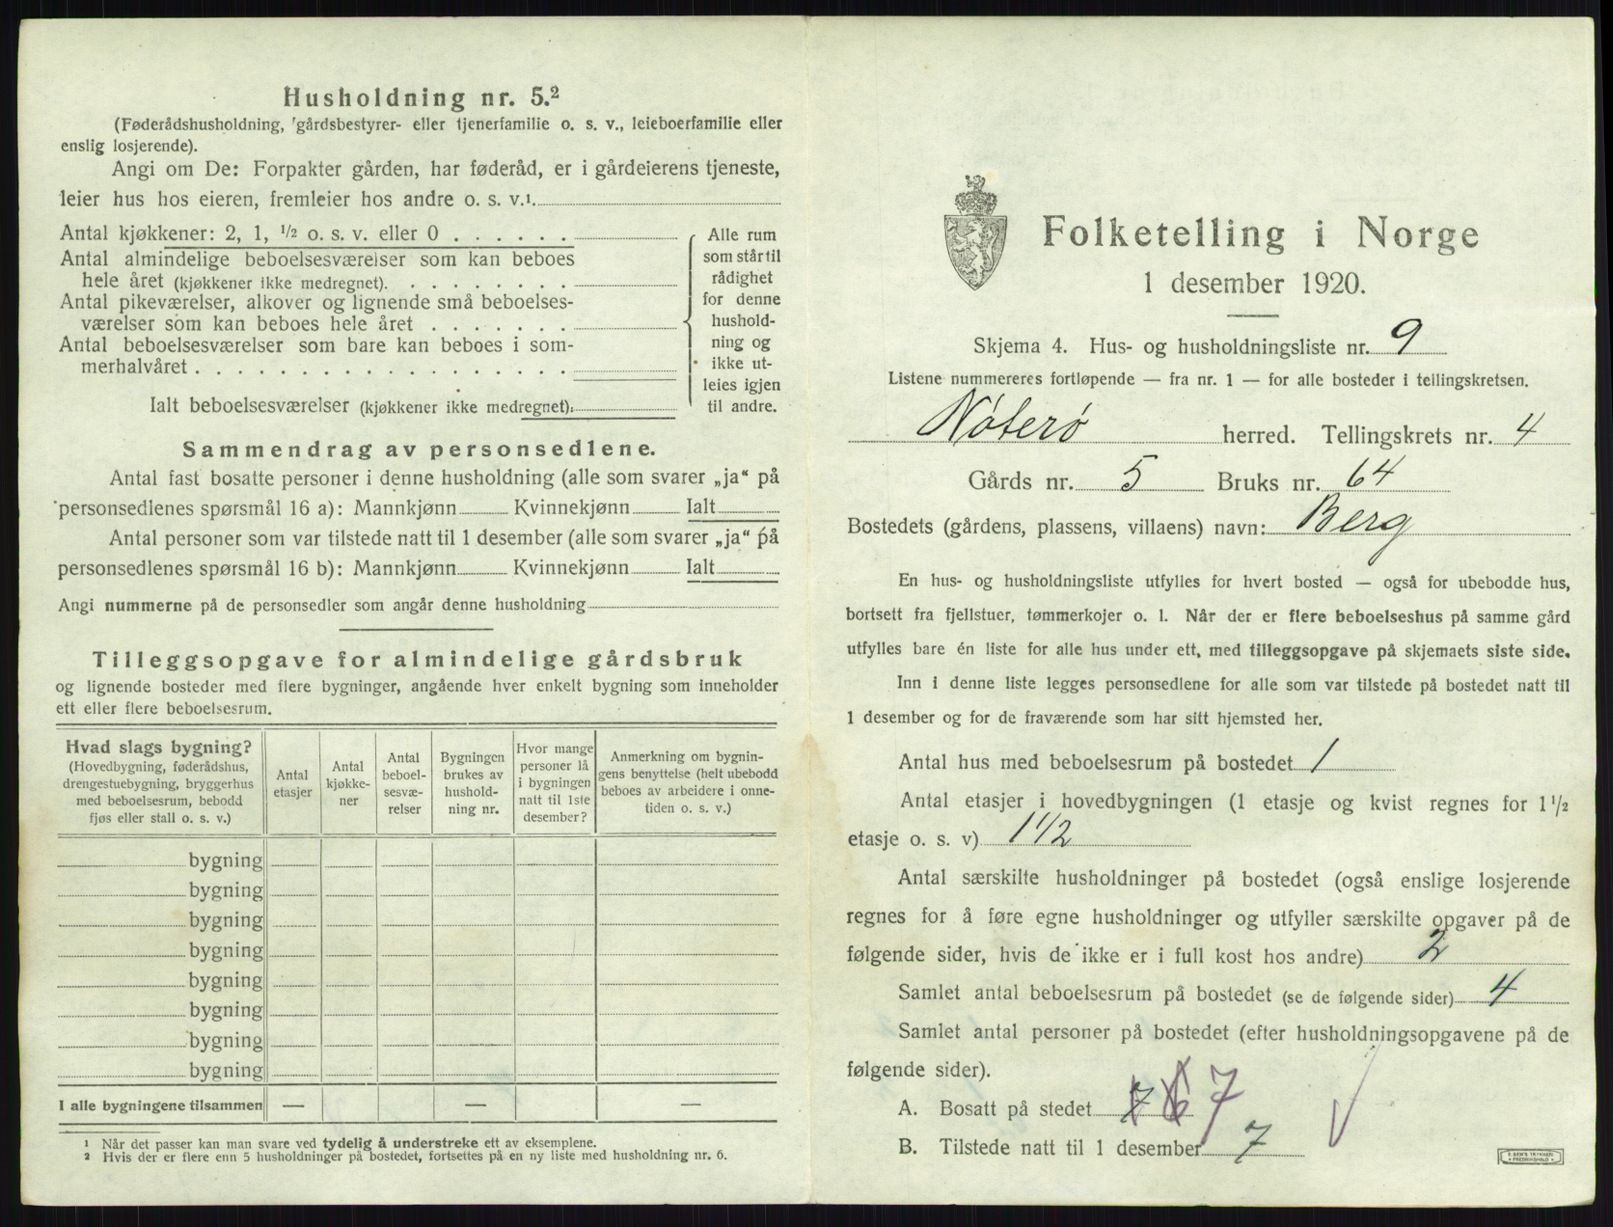 Husholdning nr. 5.²
(Føderådshusholdning, gårdsbestyrer- eller tjenerfamilie o. s. v., leieboerfamilie eller
enslig losjerende).
Angi om De: Forpakter gården, har føderåd, er i gårdeierens tjeneste,
leier hus hos eieren, fremleier hos andre o. s. v.¹
Antal kjøkkener: 2, 1, ½ o. s. v. eller 0
Antal almindelige beboelsesværelser som kan beboes
hele året (kjøkkener ikke medregnet).
Antal pikeværelser, alkover og lignende små beboelses-
værelser som kan beboes hele året
Antal beboelsesværelser som bare kan beboes i som-
merhalvåret
Ialt beboelsesværelser (kjøkkener ikke medregnet):
Alle rum
som står til
rådighet
for denne
hushold-
ning og
ikke ut-
leies igjen
til andre.
Sammendrag av personsedlene.
Antal fast bosatte personer i denne husholdning (alle som svarer „ja“ på
personsedlenes spørsmål 16 a): Mannkjønn Kvinnekjønn Ialt
Antal personer som var tilstede natt til 1 desember (alle som svarer „ja“ på
personsedlenes spørsmål 16 b): Mannkjønn Kvinnekjønn Ialt
Angi nummerne på de personsedler som angår denne husholdning
Tilleggsopgave for almindelige gårdsbruk
og lignende bosteder med flere bygninger, angående hver enkelt bygning som inneholder
ett eller flere beboelsesrum.
Hvad slags bygning?
(Hovedbygning, føderådshus,
drengestuebygning, bryggerhus
med beboelsesrum, bebodd
fjøs eller stall o. s. v.)
Antal
etasjer
Antal
kjøkke-
ner
Antal
beboel-
sesvæ-
relser
Bygningen
brukes av
hushold-
ning nr.
Hvor mange
personer lå
i bygningen
natt til 1ste
desember?
Anmerkning om bygnin-
gens benyttelse (helt ubebodd
beboes av arbeidere i onne-
tiden o. s. v.)
bygning
bygning
bygning
bygning
bygning
bygning
bygning
bygning
I alle bygningene tilsammen — — — —
¹ Når det passer kan man svare ved tydelig å understreke ett av eksemplene.
² Hvis der er flere enn 5 husholdninger på bostedet, fortsettes på en ny liste med husholdning nr. 6.
Folketelling i Norge
1 desember 1920.
Skjema 4. Hus- og husholdningsliste nr. 9
Listene nummereres fortløpende — fra nr. 1 — for alle bosteder i tellingskretsen.
Nøterø herred. Tellingskrets nr. 4
Gårds nr. 5 Bruks nr. 64
Bostedets (gårdens, plassens, villaens) navn: Berg
En hus- og husholdningsliste utfylles for hvert bosted — også for ubebodde hus,
bortsett fra fjellstuer, tømmerkojer o. l. Når der er flere beboelseshus på samme gård
utfylles bare én liste for alle hus under ett, med tilleggsopgave på skjemaets siste side.
Inn i denne liste legges personsedlene for alle som var tilstede på bostedet natt til
1 desember og for de fraværende som har sitt hjemsted her.
Antal hus med beboelsesrum på bostedet 1
Antal etasjer i hovedbygningen (1 etasje og kvist regnes for 1½
etasje o. s. v) 1 1/2
Antal særskilte husholdninger på bostedet (også enslige losjerende
regnes for å føre egne husholdninger og utfyller særskilte opgaver på de
følgende sider, hvis de ikke er i full kost hos andre) 2
Samlet antal beboelsesrum på bostedet (se de følgende sider) 4
Samlet antal personer på bostedet (efter husholdningsopgavene på de
følgende sider).
A. Bosatt på stedet 7 6 7
B. Tilstede natt til 1 desember 7